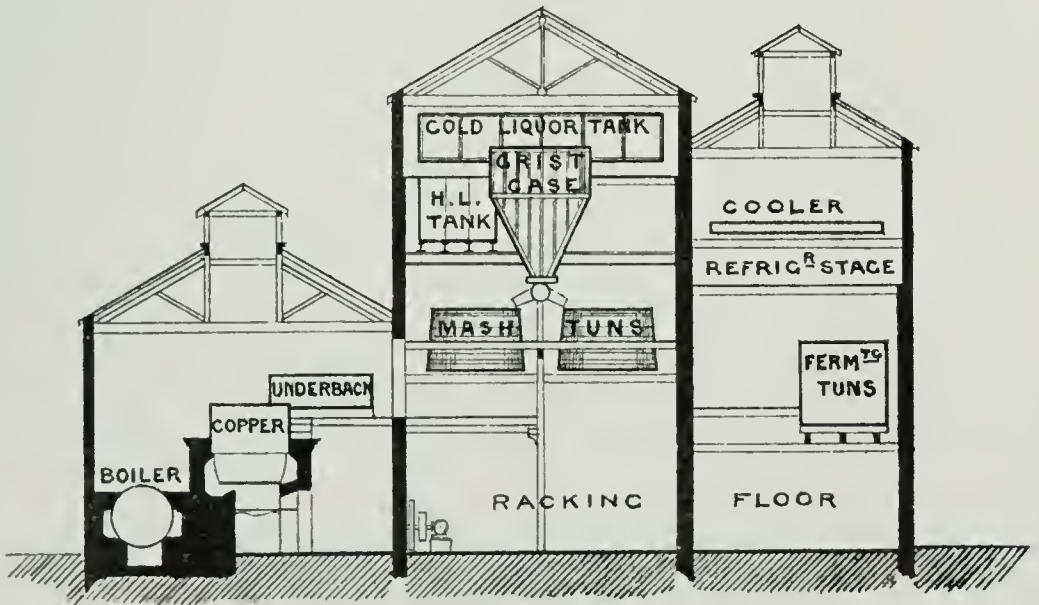 COLD LIQUOR TANK
GRIST
CASE
H.L.
TANK
COOLER
REFRIGᴿ STAGE
MASH TUNS
FERMᵀᴳ
TUNS
UNDERBACK
COPPER
BOILER
RACKING FLOOR